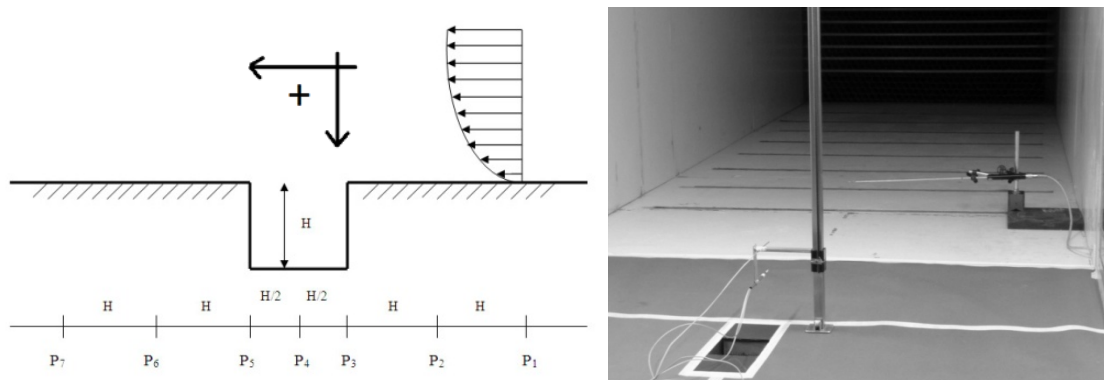 +
H
H H H/2 H/2 H H
P₇ P₆ P₅ P₄ P₃ P₂ P₁